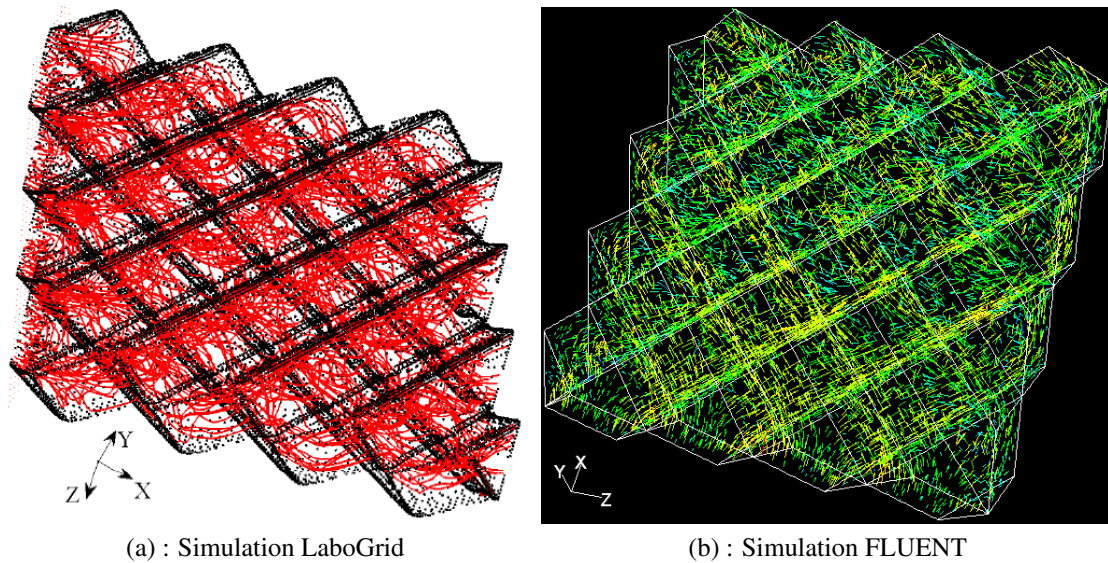 Y
Z
X
Y
X
Z
(a) : Simulation LaboGrid
(b) : Simulation FLUENT